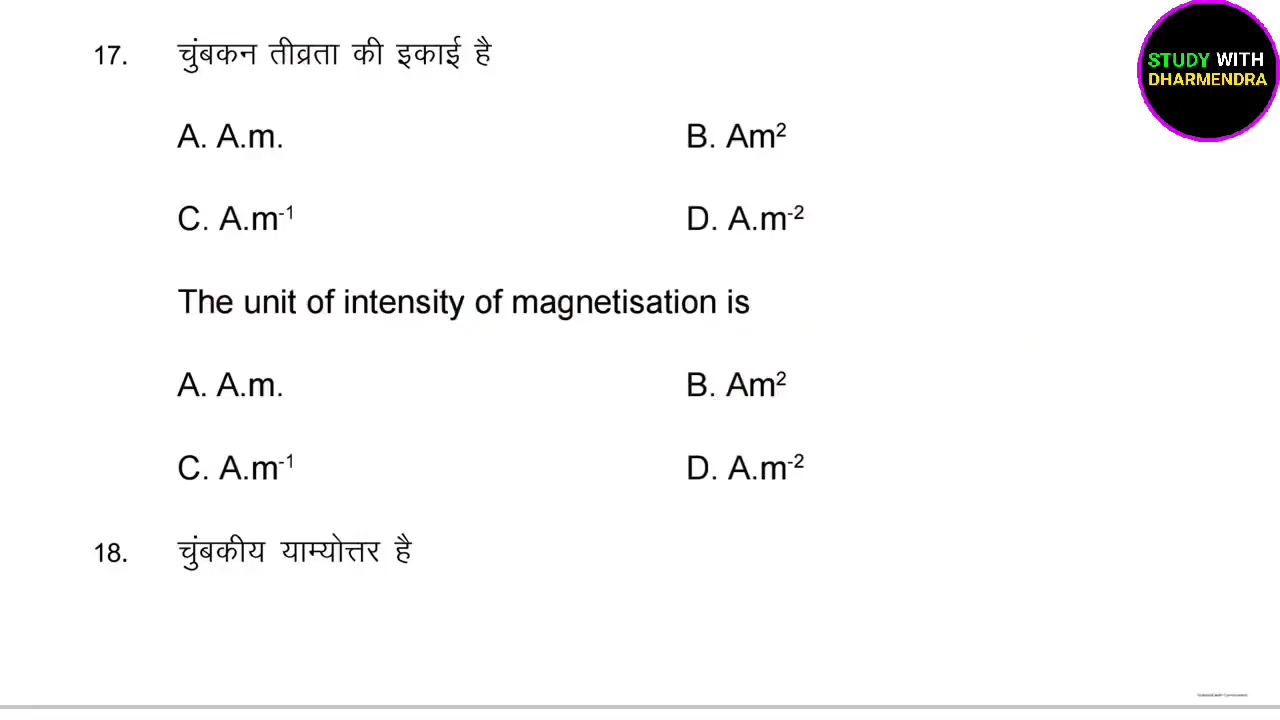 STUDY WITH
DHARMENDRA
17. चुंबकन तीव्रता की इकाई है
A. A.m. B. Am²
C. A.m⁻¹ D. A.m⁻²
The unit of intensity of magnetisation is
A. A.m. B. Am²
C. A.m⁻¹ D. A.m⁻²
18. चुंबकीय याम्योत्तर है